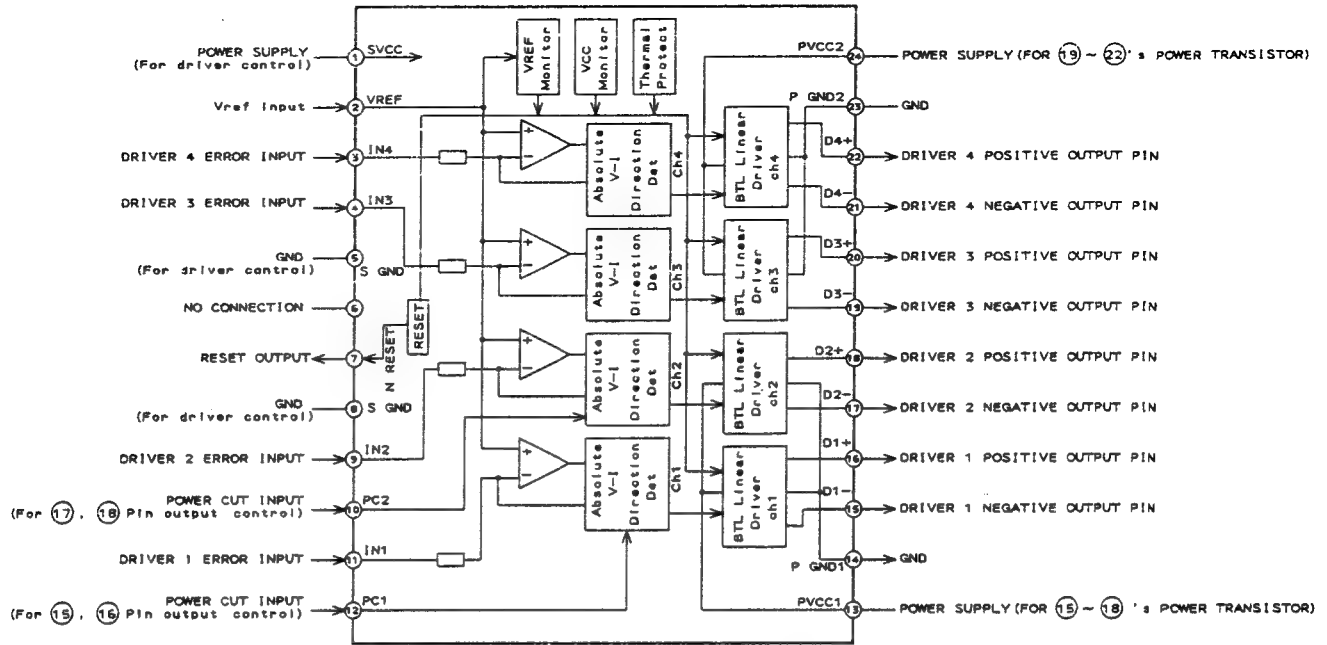 POWER SUPPLY
(For driver control)
1
SVCC
Vref Input
2
VREF
DRIVER 4 ERROR INPUT
3
IN4
DRIVER 3 ERROR INPUT
4
IN3
GND
(For driver control)
5
S GND
NO CONNECTION
6
RESET OUTPUT
7
N RESET
RESET
GND
(For driver control)
8
S GND
DRIVER 2 ERROR INPUT
9
IN2
POWER CUT INPUT
(For 17, 18 Pin output control)
10
PC2
DRIVER 1 ERROR INPUT
11
IN1
POWER CUT INPUT
(For 15, 16 Pin output control)
12
PC1
VREF
Monitor
VCC
Monitor
Thermal
Protect
+
-
Absolute
V-I
Direction
Det
Ch4
+
-
Absolute
V-I
Direction
Det
Ch3
+
-
Absolute
V-I
Direction
Det
Ch2
+
-
Absolute
V-I
Direction
Det
Ch1
BTL Linear
Driver
ch4
BTL Linear
Driver
ch3
BTL Linear
Driver
ch2
BTL Linear
Driver
ch1
PVCC2
24
POWER SUPPLY (FOR 19 ~ 22's POWER TRANSISTOR)
P GND2
23
GND
D4+
22
DRIVER 4 POSITIVE OUTPUT PIN
D4-
21
DRIVER 4 NEGATIVE OUTPUT PIN
D3+
20
DRIVER 3 POSITIVE OUTPUT PIN
D3-
19
DRIVER 3 NEGATIVE OUTPUT PIN
D2+
18
DRIVER 2 POSITIVE OUTPUT PIN
D2-
17
DRIVER 2 NEGATIVE OUTPUT PIN
D1+
16
DRIVER 1 POSITIVE OUTPUT PIN
D1-
15
DRIVER 1 NEGATIVE OUTPUT PIN
P GND1
14
GND
PVCC1
13
POWER SUPPLY (FOR 15 ~ 18 's POWER TRANSISTOR)